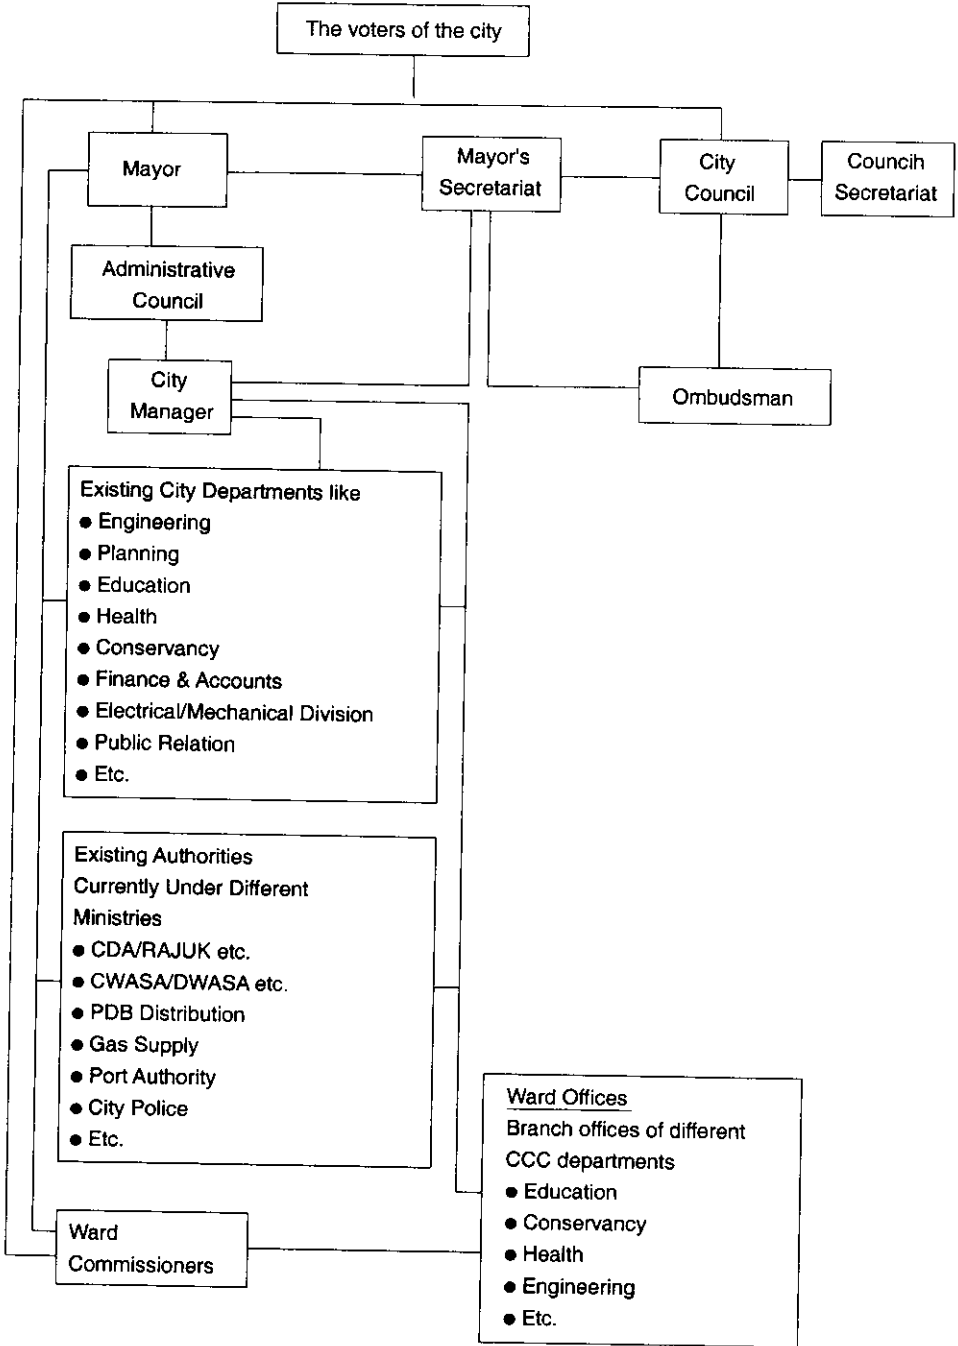 The voters of the city
Mayor
Mayor's
Secretariat
City
Council
Councih
Secretariat
Administrative
Council
City
Manager
Ombudsman
Existing City Departments like
● Engineering
● Planning
● Education
● Health
● Conservancy
● Finance & Accounts
● Electrical/Mechanical Division
● Public Relation
● Etc.
Existing Authorities
Currently Under Different
Ministries
● CDA/RAJUK etc.
● CWASA/DWASA etc.
● PDB Distribution
● Gas Supply
● Port Authority
● City Police
● Etc.
Ward
Commissioners
Ward Offices
Branch offices of different
CCC departments
● Education
● Conservancy
● Health
● Engineering
● Etc.